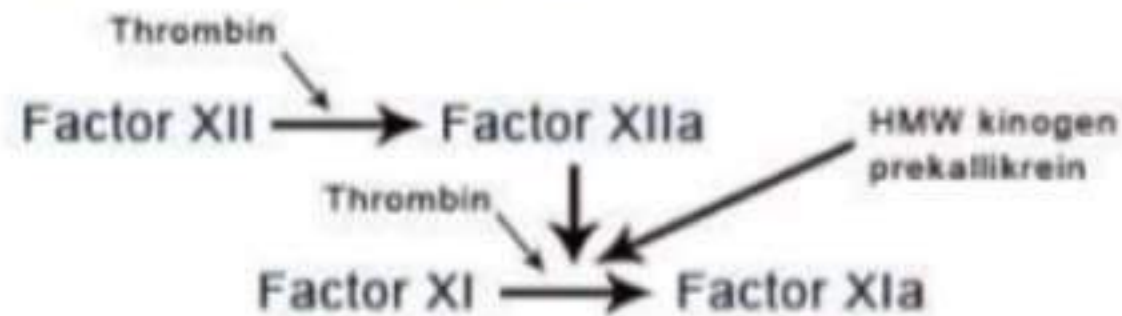 Thrombin
Factor XII
Factor XIIa
HMW kinogen
prekallikrein
Thrombin
Factor XI
Factor XIa